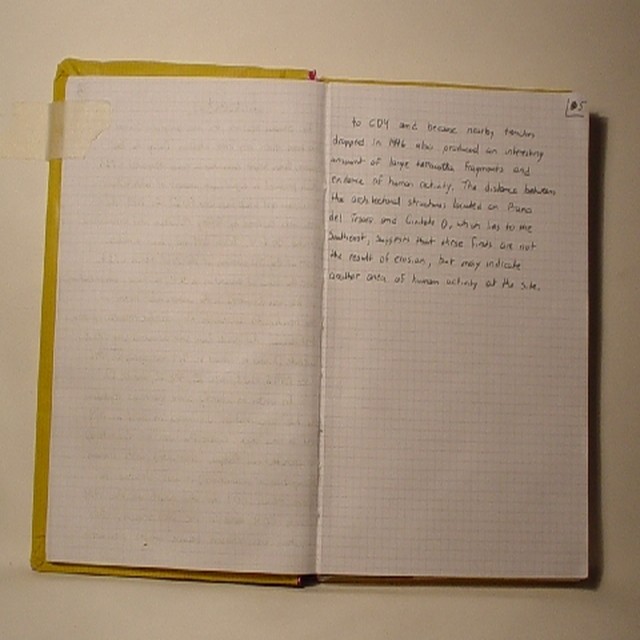 5
to CDY and because nearby trenches
dropped in 1996 also produced an interesting
amount of large terracotta fragments and
evidence of human activity. The distance between
the architectural structures located on Piano
del Tesoro and Civitate D, which lies to the
Southeast, suggests that these finds are not
the result of erosion, but may indicate
another area of human activity at the site.